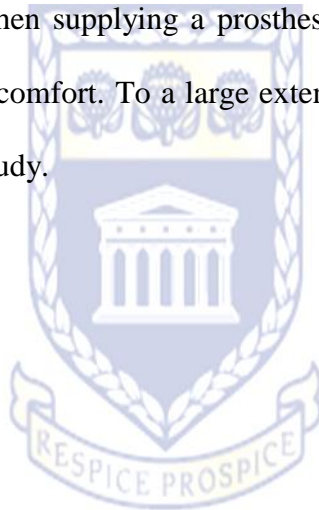 hen supplying a prosthes
comfort. To a large exten
udy.
RESPICE PROSPICE